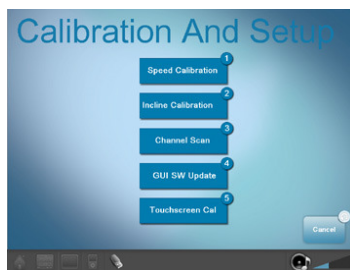 Calibration And Setup
1
Speed Calibration
2
Incline Calibration
3
Channel Scan
4
GUI SW Update
5
Touchscreen Cal
Cancel